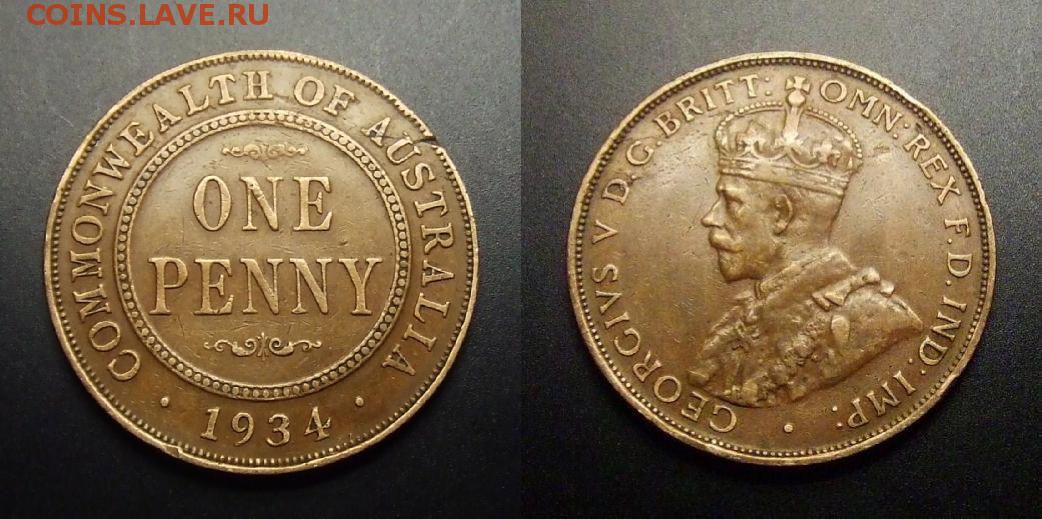 COINS.LAVE.RU
COMMONWEALTH OF AUSTRALIA
ONE
PENNY
· 1934 ·
GEORGIVS V D.G.BRITT: OMN:REX F.D.IND:IMP: